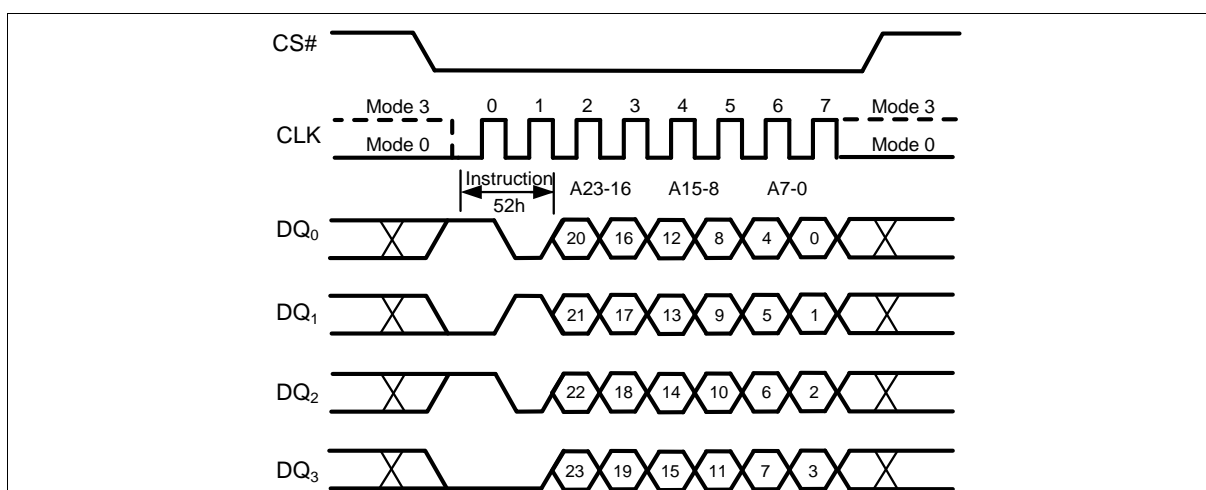 CS#
0 1 2 3 4 5 6 7
Mode 3 Mode 3
CLK
Mode 0 Mode 0
Instruction
52h
A23-16 A15-8 A7-0
DQ0 20 16 12 8 4 0
DQ1 21 17 13 9 5 1
DQ2 22 18 14 10 6 2
DQ3 23 19 15 11 7 3